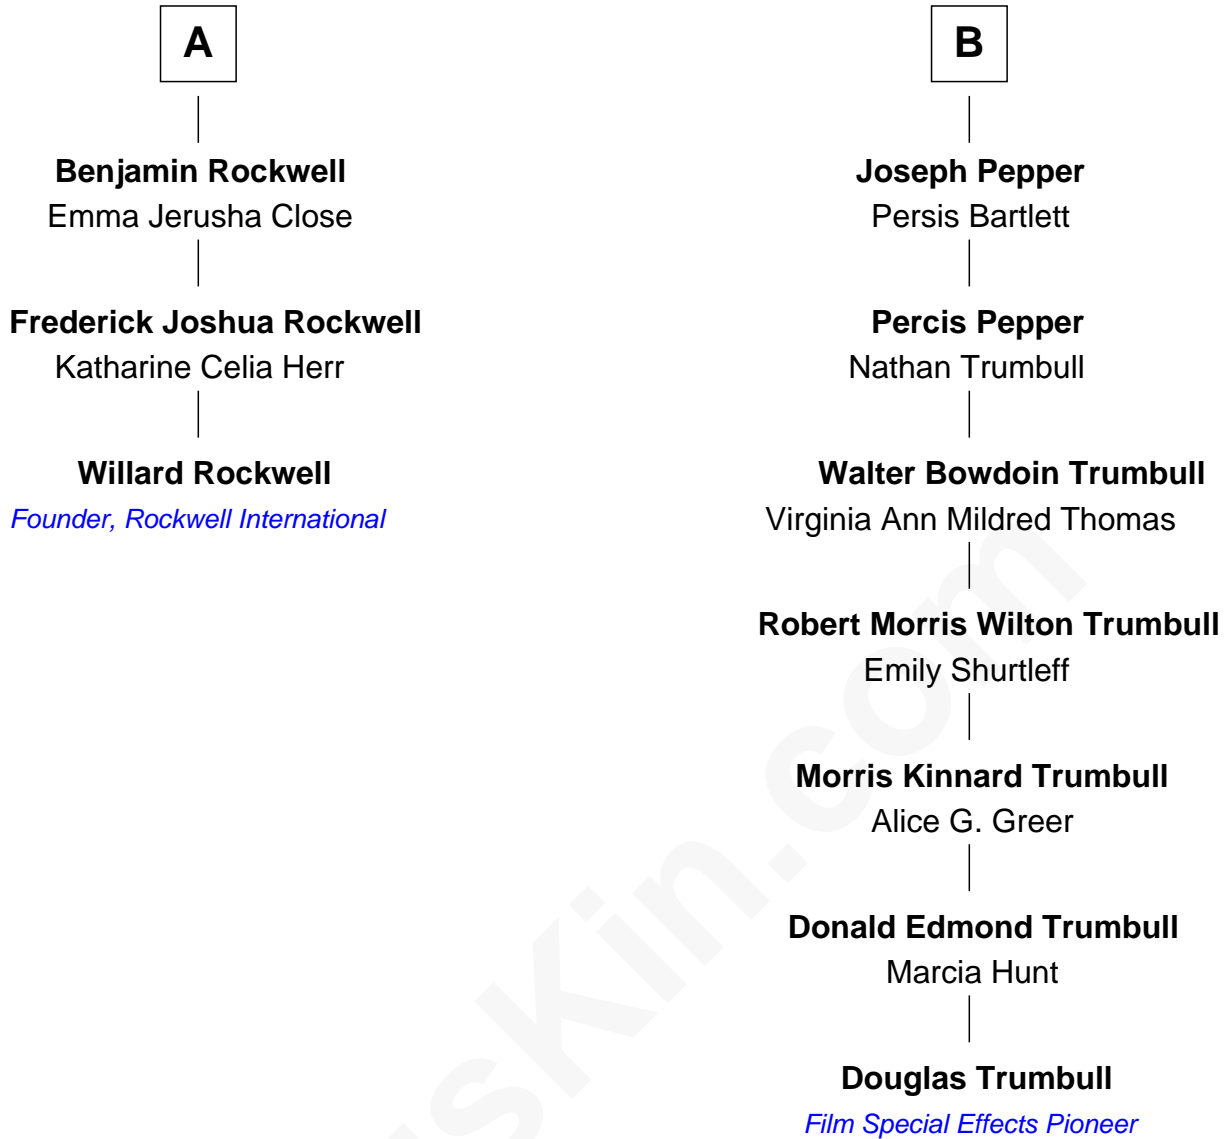 A
Benjamin Rockwell
Emma Jerusha Close
Frederick Joshua Rockwell
Katharine Celia Herr
Willard Rockwell
Founder, Rockwell International
B
Joseph Pepper
Persis Bartlett
Percis Pepper
Nathan Trumbull
Walter Bowdoin Trumbull
Virginia Ann Mildred Thomas
Robert Morris Wilton Trumbull
Emily Shurtleff
Morris Kinnard Trumbull
Alice G. Greer
Donald Edmond Trumbull
Marcia Hunt
Douglas Trumbull
Film Special Effects Pioneer
sKin.com